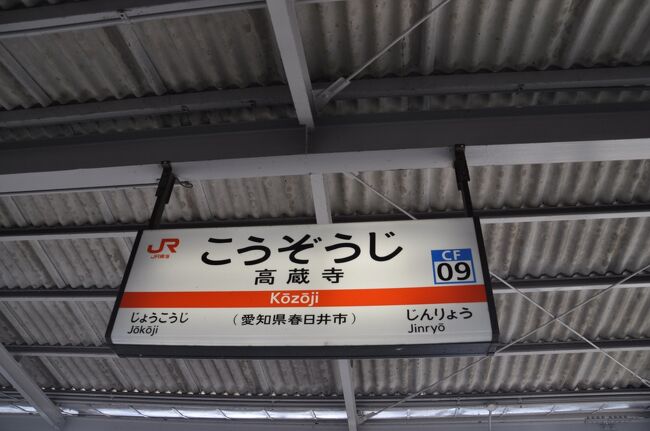 JR
JR東海
こうぞうじ
高蔵寺
CF
09
Kōzōji
じょうこうじ
Jōkōji
(愛知県春日井市)
じんりょう
Jinryō